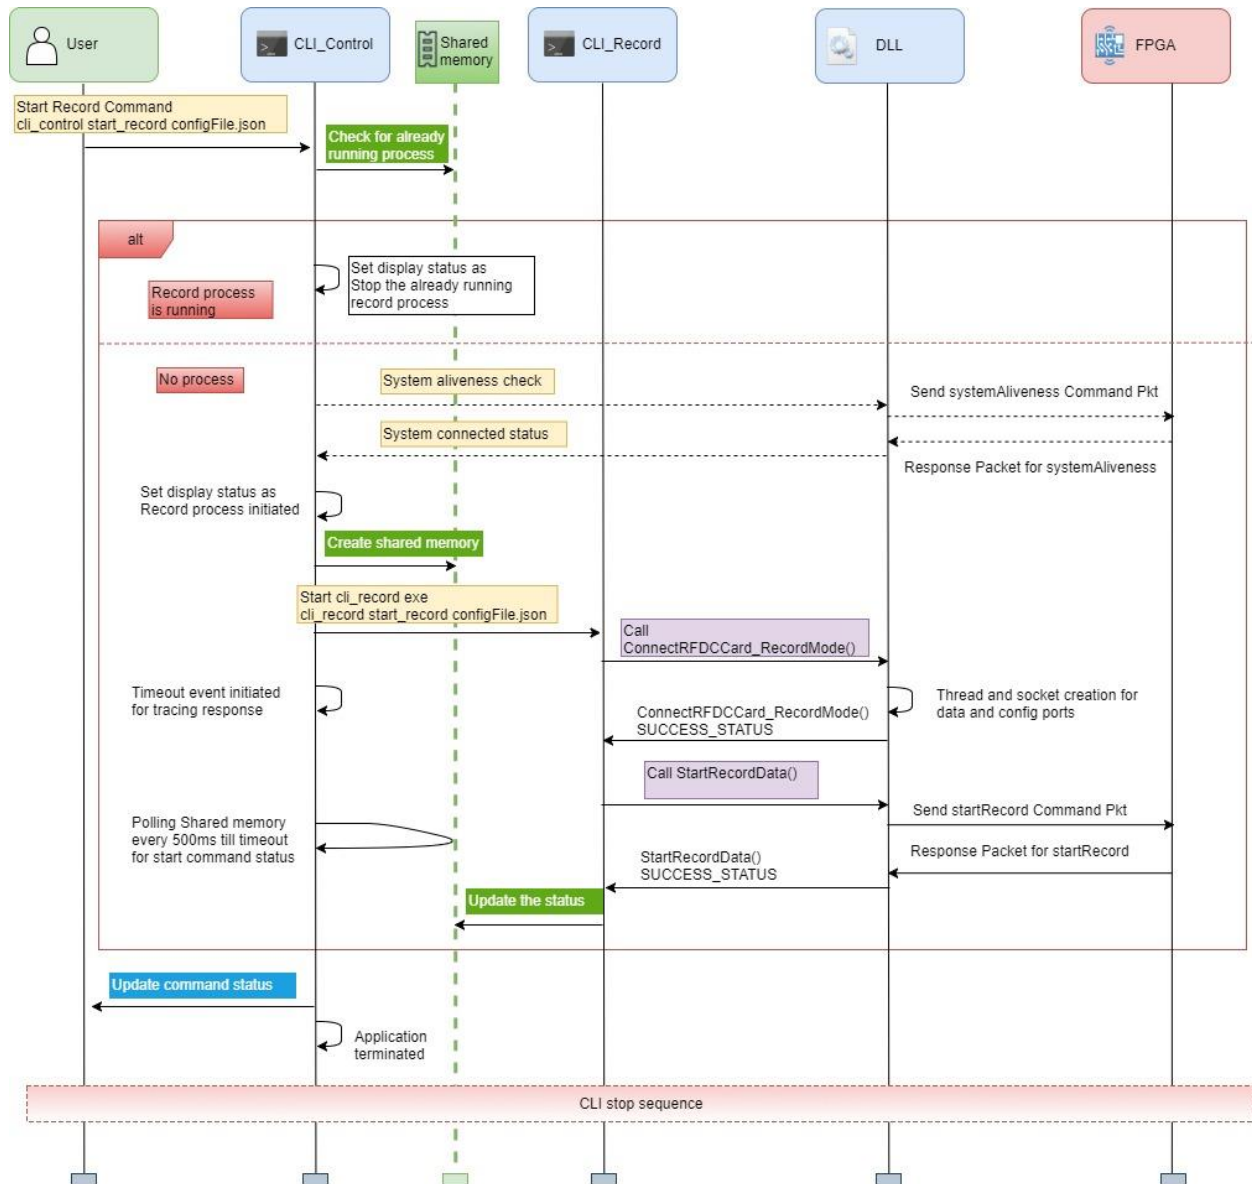 User
CLI_Control
Shared
memory
CLI_Record
DLL
FPGA
Start Record Command
cli_control start_record configFile.json
Check for already
running process
alt
Set display status as
Stop the already running
record process
Record process
is running
No process
System aliveness check
Send systemAliveness Command Pkt
System connected status
Response Packet for systemAliveness
Set display status as
Record process initiated
Create shared memory
Start cli_record exe
cli_record start_record configFile.json
Call
ConnectRFDCCard_RecordMode()
Timeout event initiated
for tracing response
Thread and socket creation for
data and config ports
ConnectRFDCCard_RecordMode()
SUCCESS_STATUS
Call StartRecordData()
Send startRecord Command Pkt
Polling Shared memory
every 500ms till timeout
for start command status
Response Packet for startRecord
StartRecordData()
SUCCESS_STATUS
Update the status
Update command status
Application
terminated
CLI stop sequence